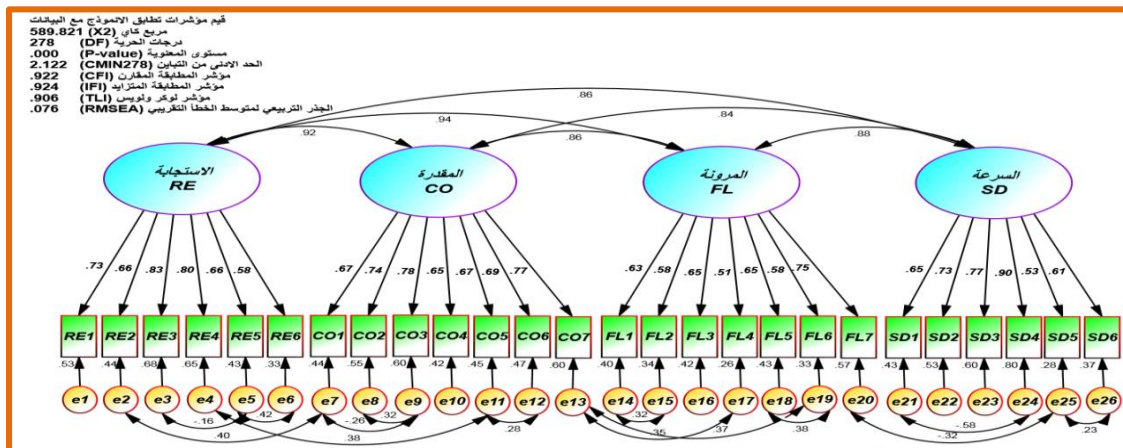 قيم مؤشرات تطابق الانموذج مع البيانات
مربع كاي (X2) 589.821
درجات الحرية (DF) 278
مستوى المعنوية (P-value) .000
الحد الادنى من التباين (CMIN278) 2.122
مؤشر المطابقة المقارن (CFI) .922
مؤشر المطابقة المتزايد (IFI) .924
مؤشر لوكر ولويس (TLI) .906
الجذر التربيعي لمتوسط الخطأ التقريبي (RMSEA) .076
.86
.94 .84
.92 .86 .88
الاستجابة المقدرة المرونة السرعة
RE CO FL SD
.73 .66 .83 .80 .66 .58 .67 .74 .78 .65 .67 .69 .77 .63 .58 .65 .51 .65 .58 .75 .65 .73 .77 .90 .53 .61
RE1 RE2 RE3 RE4 RE5 RE6 CO1 CO2 CO3 CO4 CO5 CO6 CO7 FL1 FL2 FL3 FL4 FL5 FL6 FL7 SD1 SD2 SD3 SD4 SD5 SD6
.53 .44 .68 .65 .43 .33 .44 .55 .60 .42 .45 .47 .60 .40 .34 .42 .26 .43 .33 .57 .43 .53 .60 .80 .28 .37
e1 e2 e3 e4 e5 e6 e7 e8 e9 e10 e11 e12 e13 e14 e15 e16 e17 e18 e19 e20 e21 e22 e23 e24 e25 e26
-.16 .42 -.26 .32 .28 .32 .37 -.58 .23
.40 .38 .35 .38 -.32